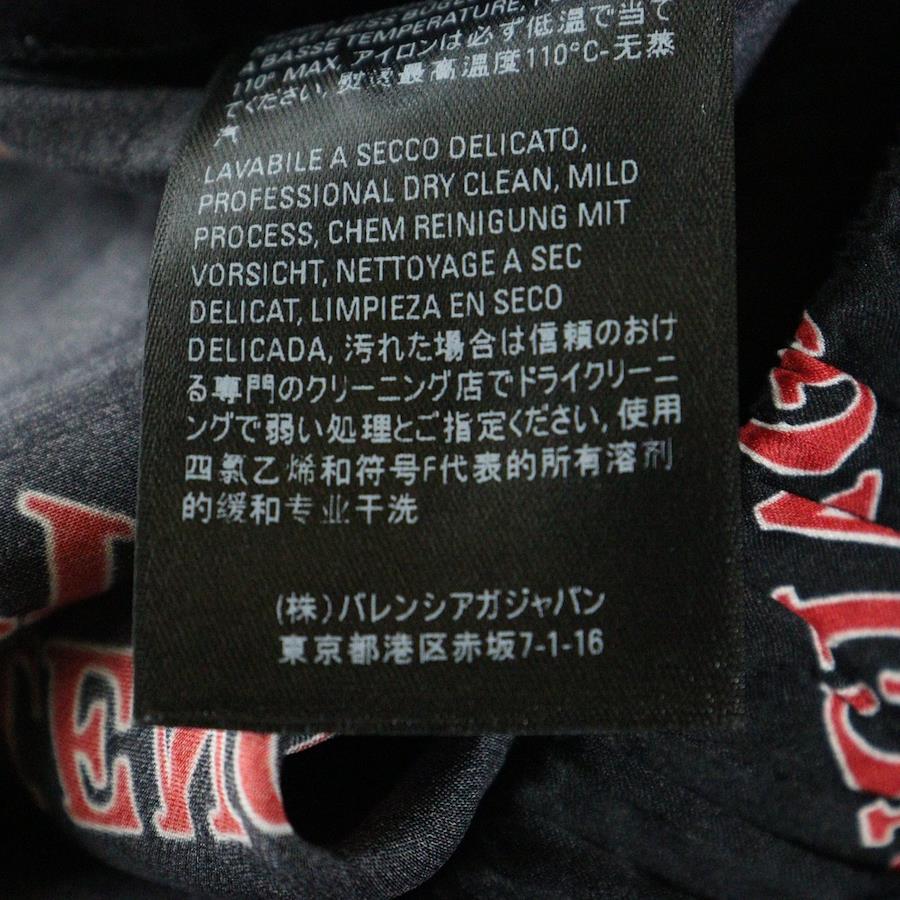 A BASSE TEMPERATURE,
110° MAX, アイロンは必ず低温で当て
てください, 熨烫最高温度110°C-无蒸
汽
LAVABILE A SECCO DELICATO,
PROFESSIONAL DRY CLEAN, MILD
PROCESS, CHEM REINIGUNG MIT
VORSICHT, NETTOYAGE A SEC
DELICAT, LIMPIEZA EN SECO
DELICADA, 汚れた場合は信頼のおけ
る専門のクリーニング店でドライクリーニ
ングで弱い処理とご指定ください, 使用
四氯乙烯和符号F代表的所有溶剂
的缓和专业干洗
(株)バレンシアガジャパン
東京都港区赤坂7-1-16